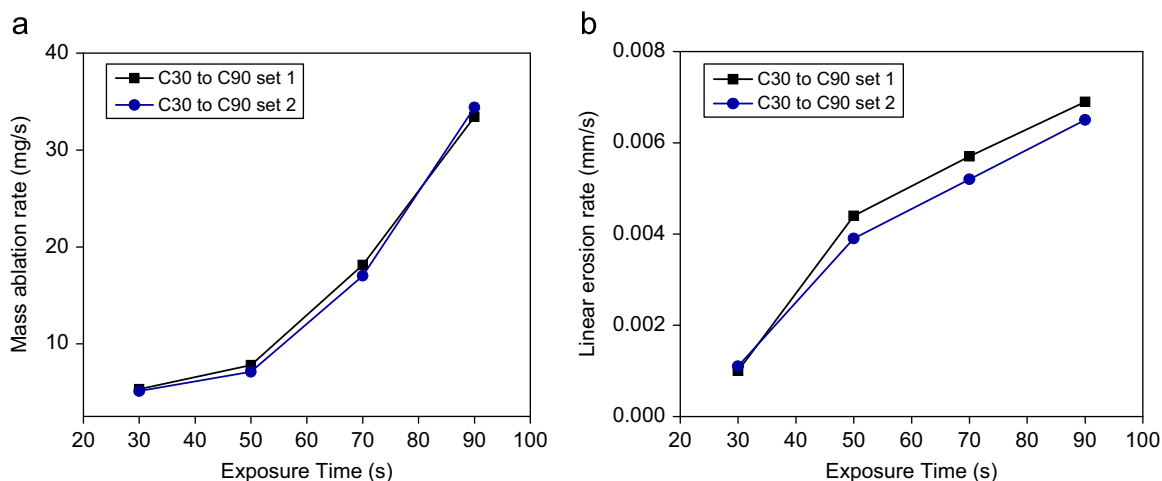 a
40
30
20
10
Mass ablation rate (mg/s)
C30 to C90 set 1
C30 to C90 set 2
20 30 40 50 60 70 80 90 100
Exposure Time (s)
b
0.008
0.006
0.004
0.002
0.000
Linear erosion rate (mm/s)
C30 to C90 set 1
C30 to C90 set 2
20 30 40 50 60 70 80 90 100
Exposure Time (s)